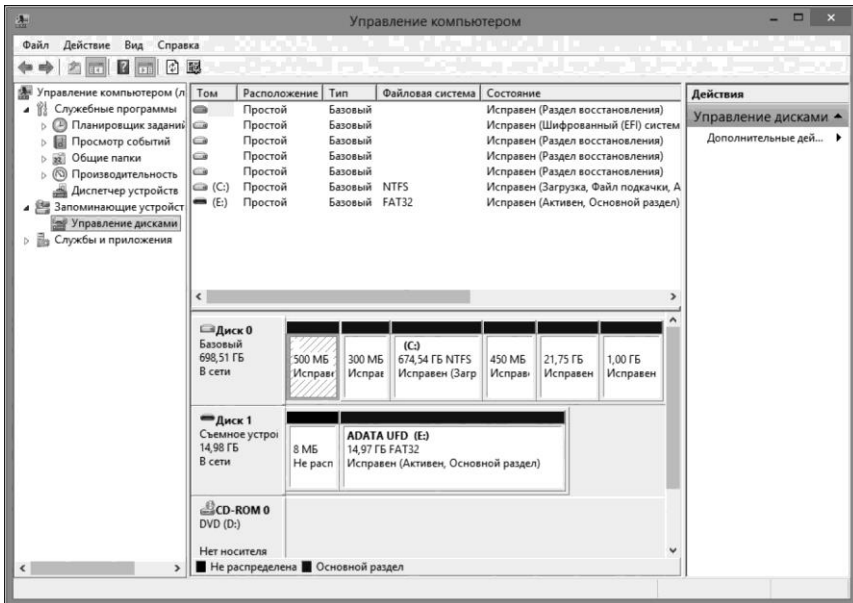 Управление компьютером
Файл Действие Вид Справка
Управление компьютером (л
Служебные программы
Планировщик заданий
Просмотр событий
Общие папки
Производительность
Диспетчер устройств
Запоминающие устройст
Управление дисками
Службы и приложения
Том Расположение Тип Файловая система Состояние
Простой Базовый Исправен (Раздел восстановления)
Простой Базовый Исправен (Шифрованный (EFI) систем
Простой Базовый Исправен (Раздел восстановления)
Простой Базовый Исправен (Раздел восстановления)
Простой Базовый Исправен (Раздел восстановления)
(C:) Простой Базовый NTFS Исправен (Загрузка, Файл подкачки, А
(E:) Простой Базовый FAT32 Исправен (Активен, Основной раздел)
Действия
Управление дисками
Дополнительные дей...
Диск 0
Базовый
698,51 ГБ
В сети
500 МБ
Исправе
300 МБ
Исправ
(C:)
674,54 ГБ NTFS
Исправен (Загр
450 МБ
Исправ
21,75 ГБ
Исправен
1,00 ГБ
Исправен
Диск 1
Съемное устрой
14,98 ГБ
В сети
8 МБ
Не расп
ADATA UFD (E:)
14,97 ГБ FAT32
Исправен (Активен, Основной раздел)
CD-ROM 0
DVD (D:)
Нет носителя
Не распределена Основной раздел